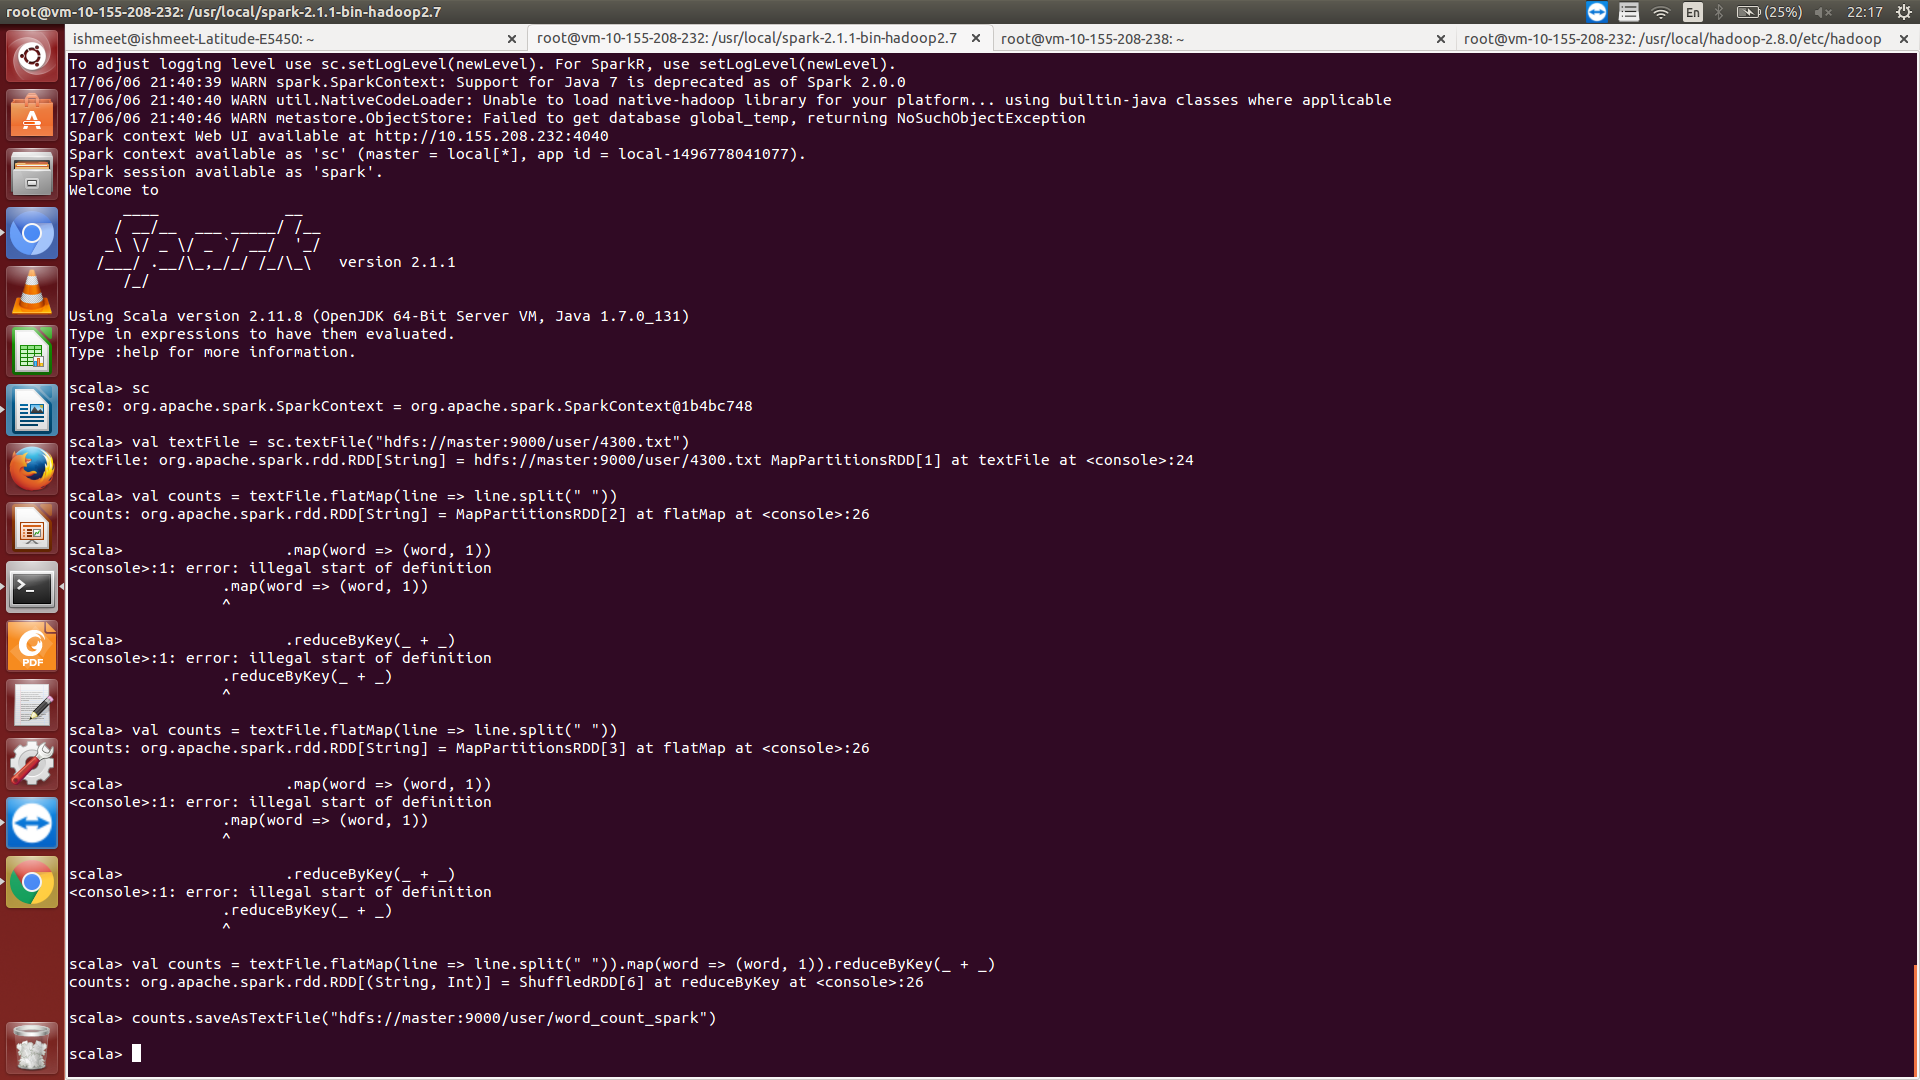 root@vm-10-155-208-232: /usr/local/spark-2.1.1-bin-hadoop2.7
En
(25%)
22:17
ishmeet@ishmeet-Latitude-E5450: ~
root@vm-10-155-208-232: /usr/local/spark-2.1.1-bin-hadoop2.7
root@vm-10-155-208-238: ~
root@vm-10-155-208-232: /usr/local/hadoop-2.8.0/etc/hadoop
To adjust logging level use sc.setLogLevel(newLevel). For SparkR, use setLogLevel(newLevel).
17/06/06 21:40:39 WARN spark.SparkContext: Support for Java 7 is deprecated as of Spark 2.0.0
17/06/06 21:40:40 WARN util.NativeCodeLoader: Unable to load native-hadoop library for your platform... using builtin-java classes where applicable
17/06/06 21:40:46 WARN metastore.ObjectStore: Failed to get database global_temp, returning NoSuchObjectException
Spark context Web UI available at http://10.155.208.232:4040
Spark context available as 'sc' (master = local[*], app id = local-1496778041077).
Spark session available as 'spark'.
Welcome to
      ____              __
     / __/__  ___ _____/ /__
    _\ \/ _ \/ _ `/ __/  '_/
   /___/ .__/\_,_/_/ /_/\_\   version 2.1.1
      /_/
Using Scala version 2.11.8 (OpenJDK 64-Bit Server VM, Java 1.7.0_131)
Type in expressions to have them evaluated.
Type :help for more information.
scala> sc
res0: org.apache.spark.SparkContext = org.apache.spark.SparkContext@1b4bc748
scala> val textFile = sc.textFile("hdfs://master:9000/user/4300.txt")
textFile: org.apache.spark.rdd.RDD[String] = hdfs://master:9000/user/4300.txt MapPartitionsRDD[1] at textFile at <console>:24
scala> val counts = textFile.flatMap(line => line.split(" "))
counts: org.apache.spark.rdd.RDD[String] = MapPartitionsRDD[2] at flatMap at <console>:26
scala>                  .map(word => (word, 1))
<console>:1: error: illegal start of definition
                 .map(word => (word, 1))
                 ^
scala>                  .reduceByKey(_ + _)
<console>:1: error: illegal start of definition
                 .reduceByKey(_ + _)
                 ^
scala> val counts = textFile.flatMap(line => line.split(" "))
counts: org.apache.spark.rdd.RDD[String] = MapPartitionsRDD[3] at flatMap at <console>:26
scala>                  .map(word => (word, 1))
<console>:1: error: illegal start of definition
                 .map(word => (word, 1))
                 ^
scala>                  .reduceByKey(_ + _)
<console>:1: error: illegal start of definition
                 .reduceByKey(_ + _)
                 ^
scala> val counts = textFile.flatMap(line => line.split(" ")).map(word => (word, 1)).reduceByKey(_ + _)
counts: org.apache.spark.rdd.RDD[(String, Int)] = ShuffledRDD[6] at reduceByKey at <console>:26
scala> counts.saveAsTextFile("hdfs://master:9000/user/word_count_spark")
scala>
PDF